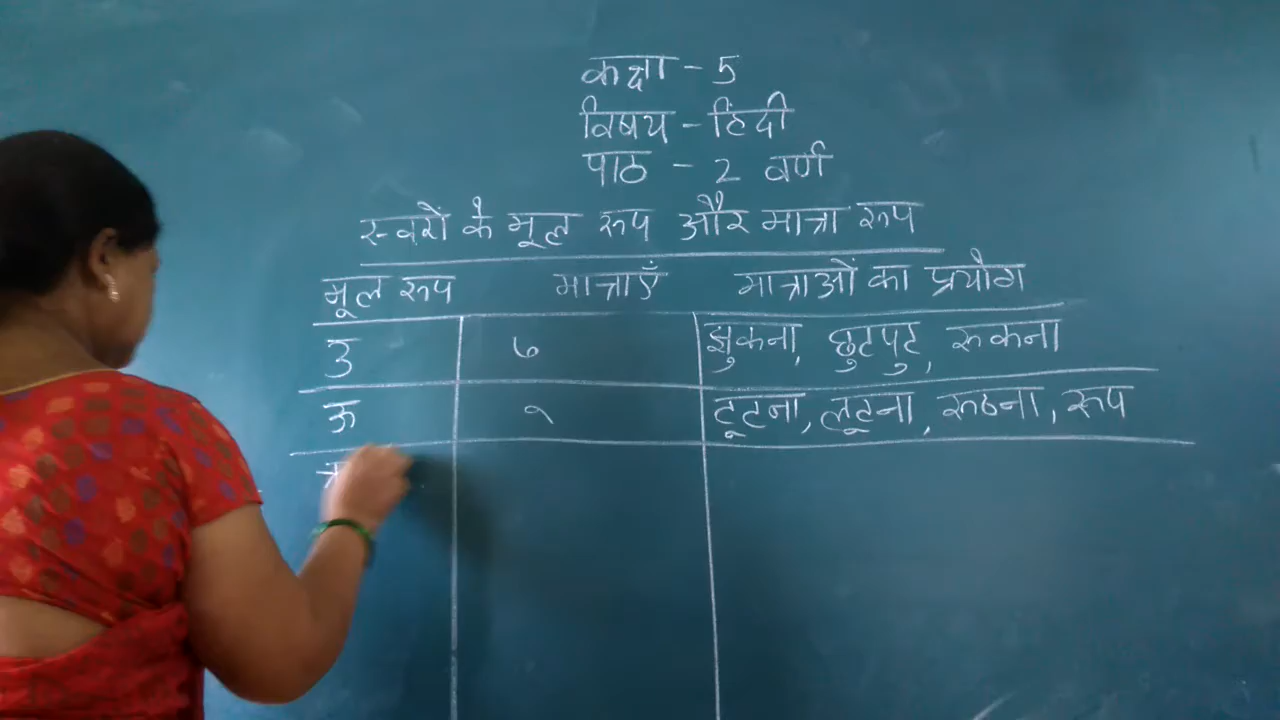 कक्षा - 5
विषय - हिंदी
पाठ - 2 वर्ण
स्वरों के मूल रूप और मात्रा रूप
मूल रूप मात्राएँ मात्राओं का प्रयोग
उ ु झुकना, छुटपुट, रूकना
ऊ ू टूटना, लूटना, रूठना, रूप